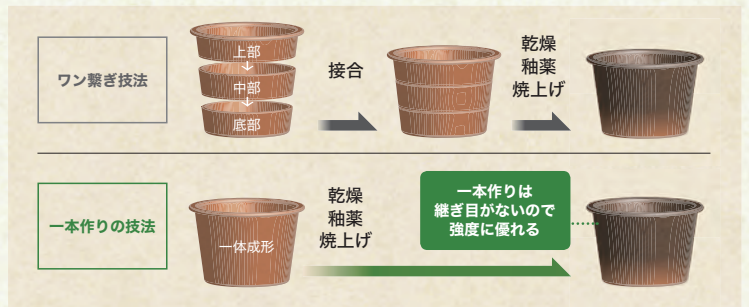 ワン繋ぎ技法
上部
中部
底部
接合
乾燥
釉薬
焼上げ
一本作りの技法
一体成形
乾燥
釉薬
焼上げ
一本作りは
継ぎ目がないので
強度に優れる